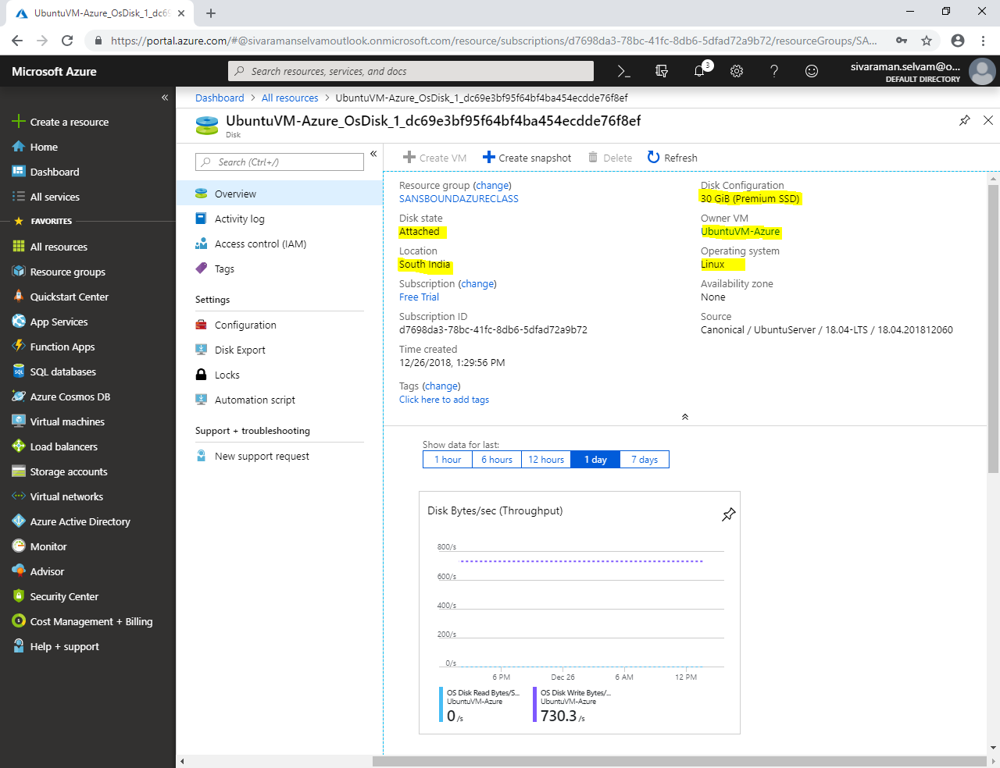 UbuntuVM-Azure_OsDisk_1_dc69
https://portal.azure.com/#@sivaramanselvamoutlook.onmicrosoft.com/resource/subscriptions/d7698da3-78bc-41fc-8db6-5dfad72a9b72/resourceGroups/SA...
Microsoft Azure
Search resources, services, and docs
3
sivaraman.selvam@o...
DEFAULT DIRECTORY
Create a resource
Home
Dashboard
All services
FAVORITES
All resources
Resource groups
Quickstart Center
App Services
Function Apps
SQL databases
Azure Cosmos DB
Virtual machines
Load balancers
Storage accounts
Virtual networks
Azure Active Directory
Monitor
Advisor
Security Center
Cost Management + Billing
Help + support
Dashboard > All resources > UbuntuVM-Azure_OsDisk_1_dc69e3bf95f64bf4ba454ecdde76f8ef
UbuntuVM-Azure_OsDisk_1_dc69e3bf95f64bf4ba454ecdde76f8ef
Disk
Search (Ctrl+/)
Overview
Activity log
Access control (IAM)
Tags
Settings
Configuration
Disk Export
Locks
Automation script
Support + troubleshooting
New support request
Create VM
Create snapshot
Delete
Refresh
Resource group (change)
SANSBOUNDAZURECLASS
Disk state
Attached
Location
South India
Subscription (change)
Free Trial
Subscription ID
d7698da3-78bc-41fc-8db6-5dfad72a9b72
Time created
12/26/2018, 1:29:56 PM
Tags (change)
Click here to add tags
Disk Configuration
30 GiB (Premium SSD)
Owner VM
UbuntuVM-Azure
Operating system
Linux
Availability zone
None
Source
Canonical / UbuntuServer / 18.04-LTS / 18.04.201812060
Show data for last:
1 hour
6 hours
12 hours
1 day
7 days
Disk Bytes/sec (Throughput)
800/s
600/s
400/s
200/s
0/s
6 PM
Dec 26
6 AM
12 PM
OS Disk Read Bytes/S...
UbuntuVM-Azure
0 /s
OS Disk Write Bytes/...
UbuntuVM-Azure
730.3 /s